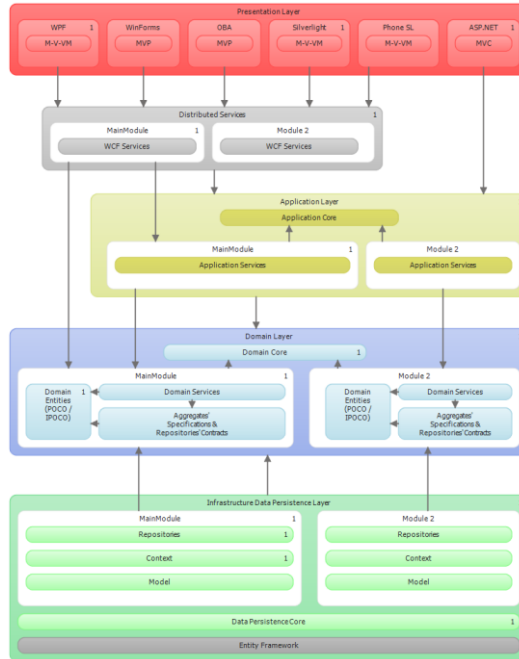 Presentation Layer
WPF 1
M-V-VM
WinForms
MVP
OBA
MVP
Silverlight 1
M-V-VM
Phone SL
M-V-VM
ASP.NET 1
MVC
Distributed Services 1
MainModule 1
WCF Services
Module 2
WCF Services
Application Layer
Application Core
MainModule 1
Application Services
Module 2
Application Services
Domain Layer
Domain Core 1
MainModule 1
Domain 1
Entities
(POCO /
IPOCO)
Domain Services
Aggregates'
Specifications &
Repositories' Contracts
Module 2
Domain
Entities
(POCO /
IPOCO)
Domain Services
Aggregates'
Specifications &
Repositories' Contracts
Infrastructure Data Persistence Layer
MainModule 1
Repositories 1
Context 1
Model
Module 2
Repositories
Context
Model
Data Persistence Core 1
Entity Framework